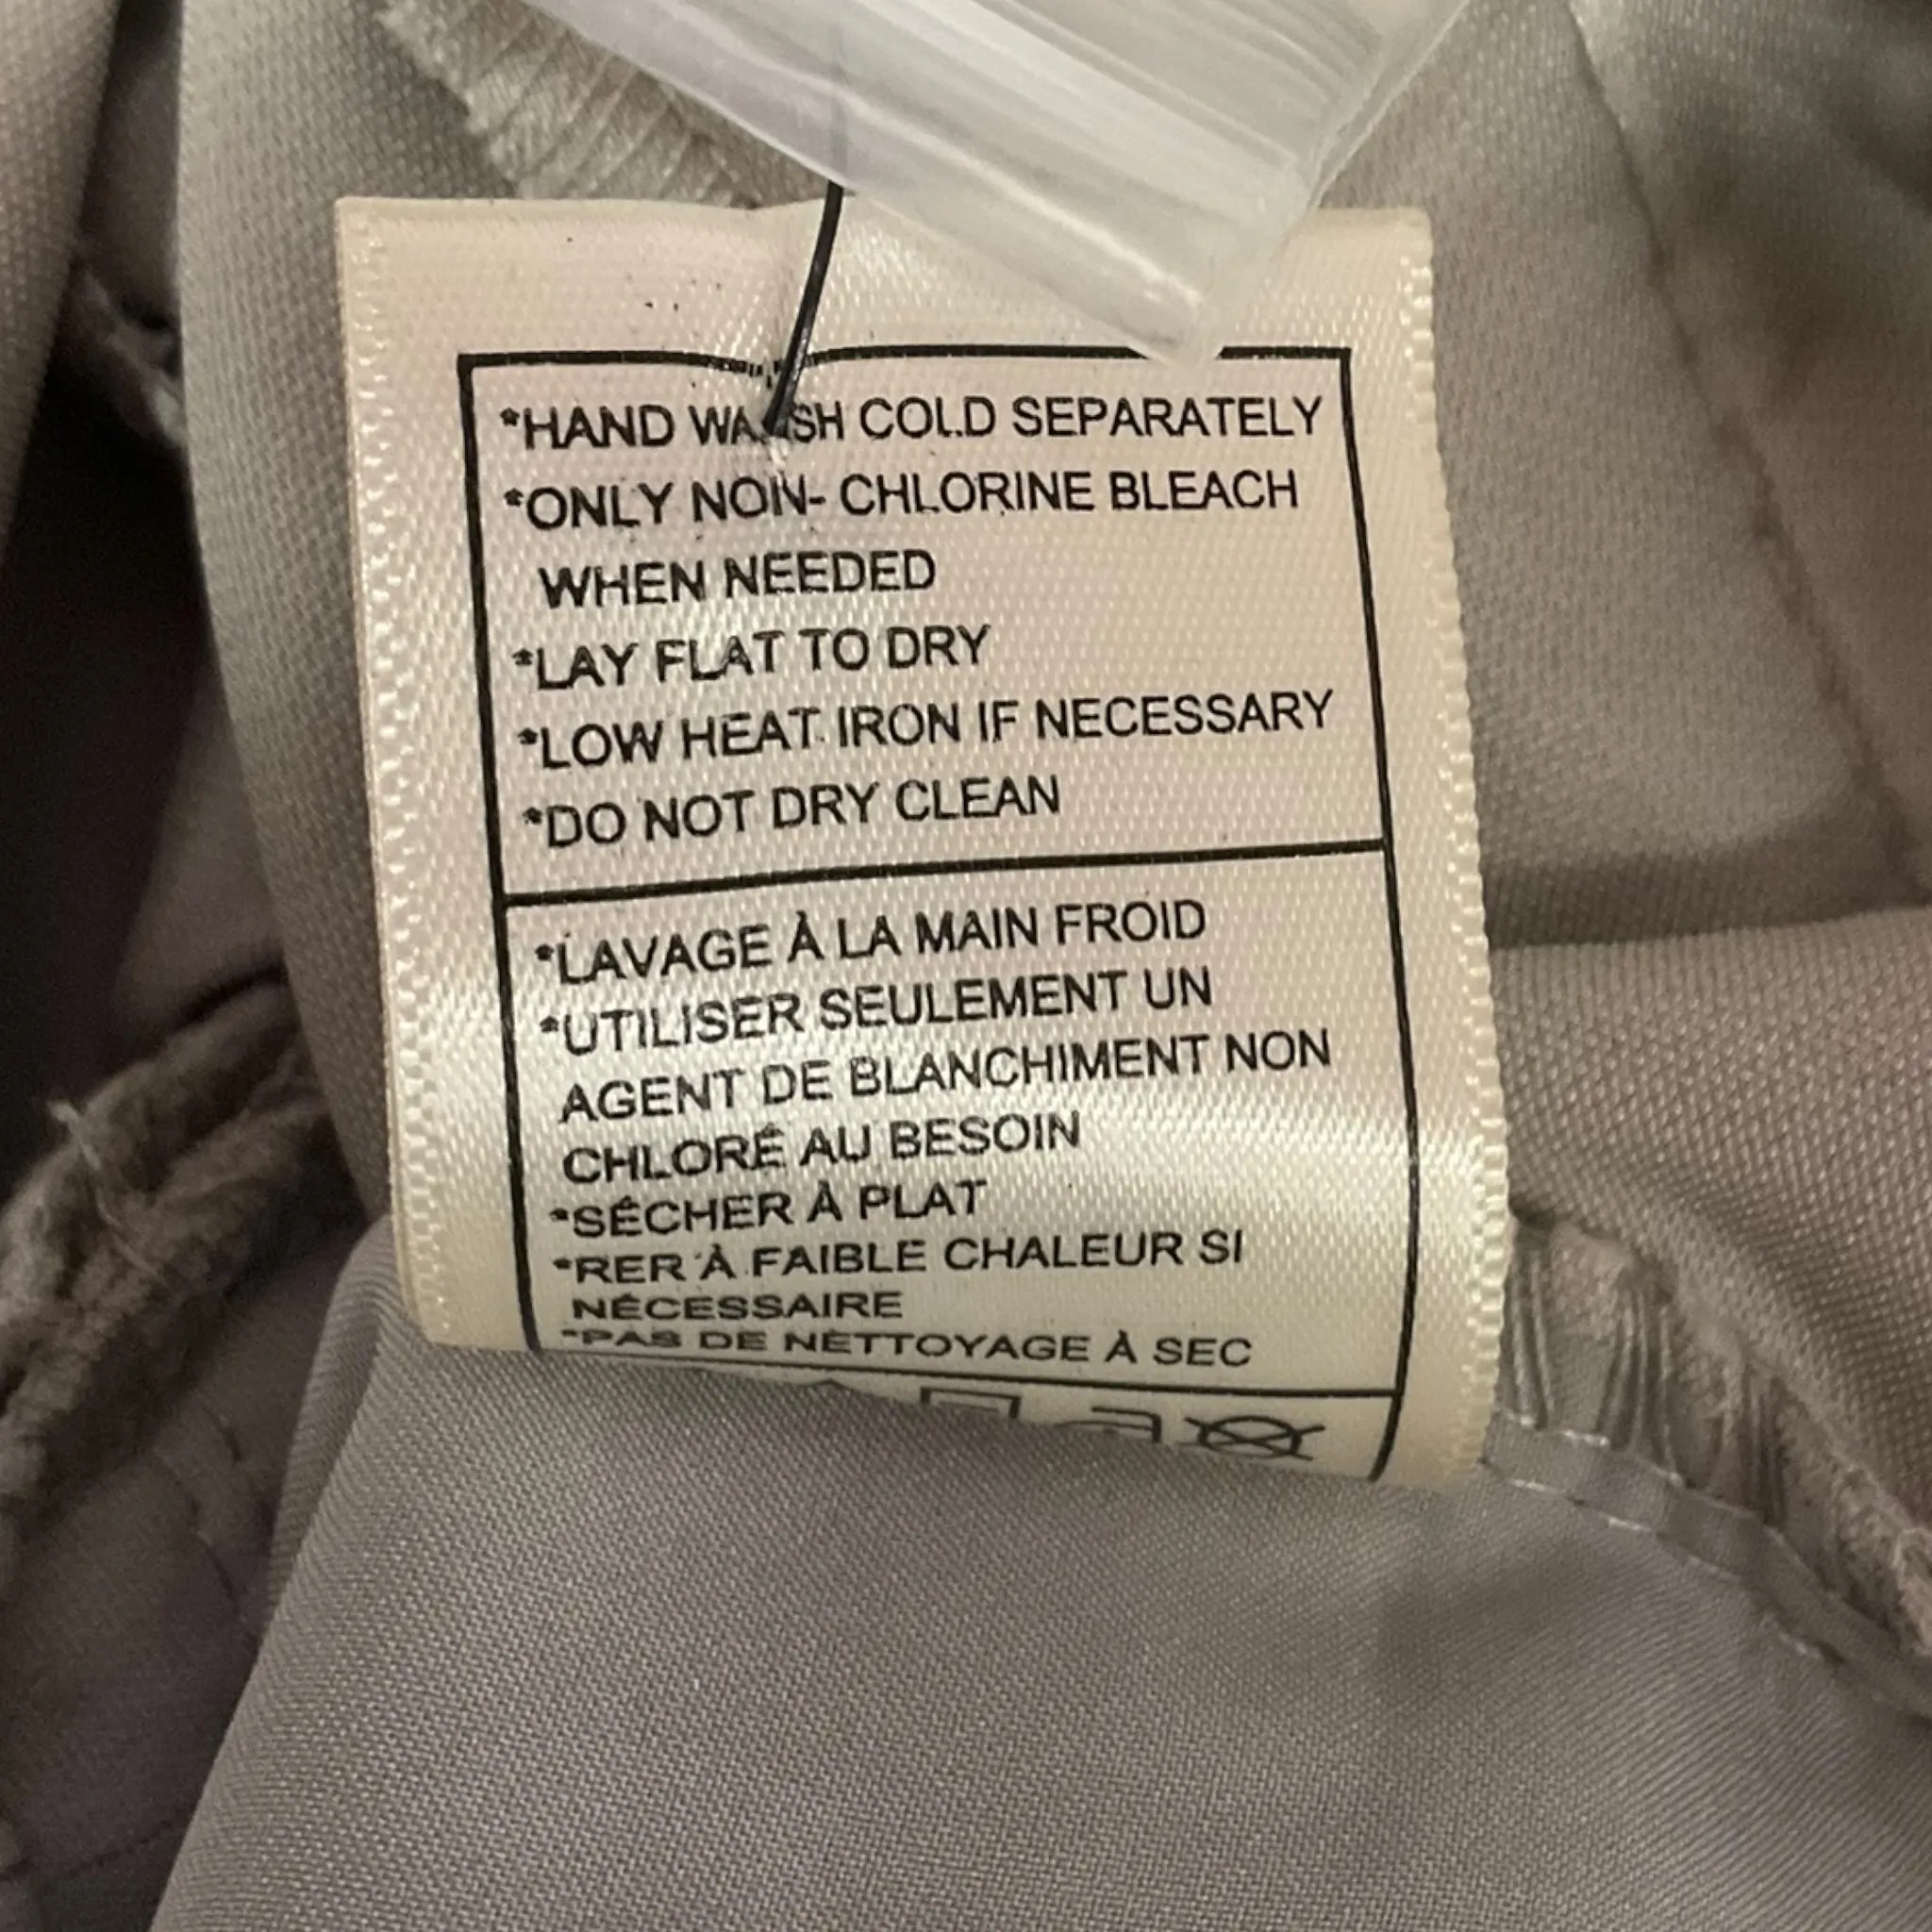 *HAND WASH COLD SEPARATELY
*ONLY NON- CHLORINE BLEACH
WHEN NEEDED
*LAY FLAT TO DRY
*LOW HEAT IRON IF NECESSARY
*DO NOT DRY CLEAN
*LAVAGE À LA MAIN FROID
*UTILISER SEULEMENT UN
AGENT DE BLANCHIMENT NON
CHLORÉ AU BESOIN
*SÉCHER À PLAT
*RER À FAIBLE CHALEUR SI
NÉCESSAIRE
*PAS DE NETTOYAGE À SEC